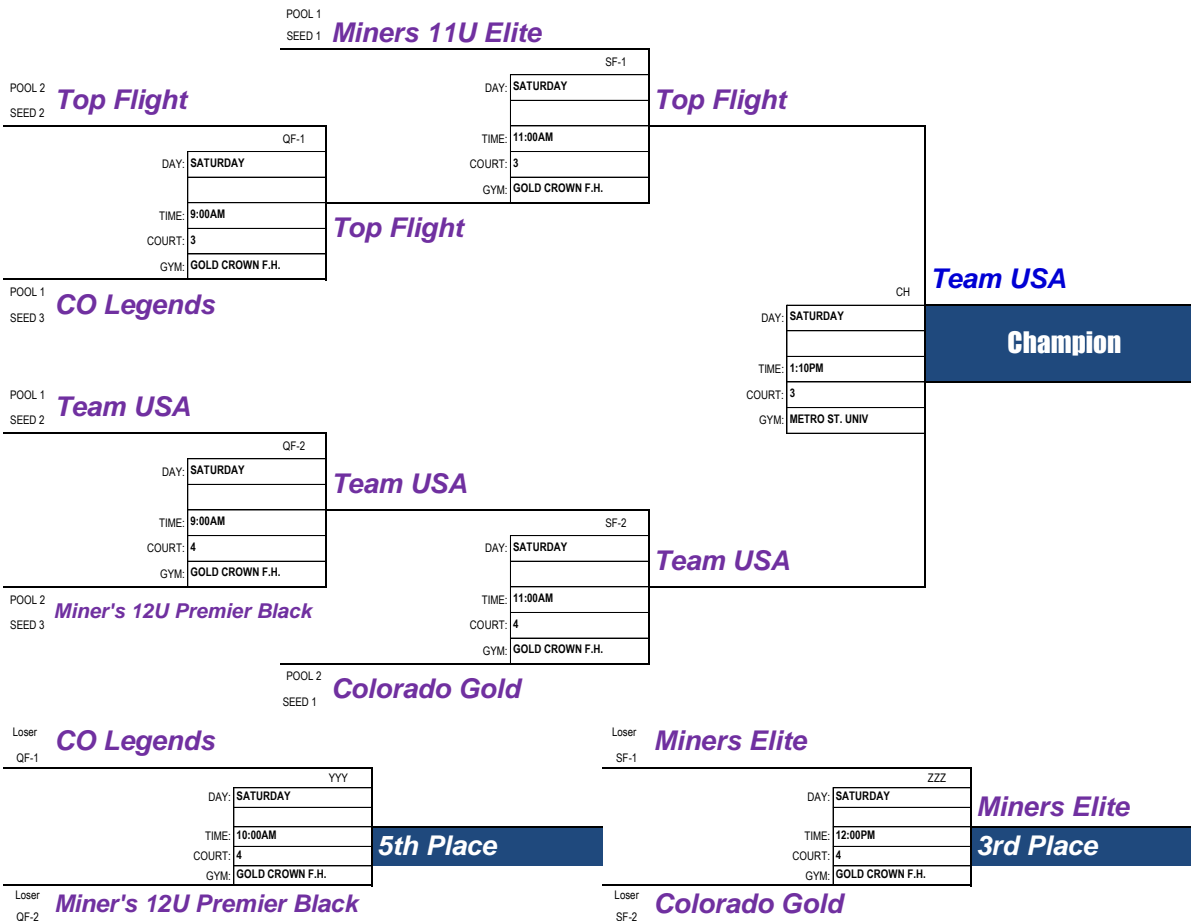 POOL 1
SEED 1 Miners 11U Elite
SF-1
POOL 2
SEED 2 Top Flight
DAY: SATURDAY
Top Flight
QF-1
TIME: 11:00AM
DAY: SATURDAY
COURT: 3
GYM: GOLD CROWN F.H.
TIME: 9:00AM
Top Flight
COURT: 3
GYM: GOLD CROWN F.H.
POOL 1
SEED 3 CO Legends
Team USA
CH
DAY: SATURDAY
Champion
TIME: 1:10PM
COURT: 3
GYM: METRO ST. UNIV
POOL 1
SEED 2 Team USA
QF-2
DAY: SATURDAY
Team USA
TIME: 9:00AM
SF-2
COURT: 4
DAY: SATURDAY
Team USA
GYM: GOLD CROWN F.H.
POOL 2
SEED 3 Miner's 12U Premier Black
TIME: 11:00AM
COURT: 4
GYM: GOLD CROWN F.H.
POOL 2
SEED 1 Colorado Gold
Loser
QF-1 CO Legends
YYY
DAY: SATURDAY
TIME: 10:00AM
5th Place
COURT: 4
GYM: GOLD CROWN F.H.
Loser
QF-2 Miner's 12U Premier Black
Loser
SF-1 Miners Elite
ZZZ
DAY: SATURDAY
Miners Elite
TIME: 12:00PM
3rd Place
COURT: 4
GYM: GOLD CROWN F.H.
Loser
SF-2 Colorado Gold